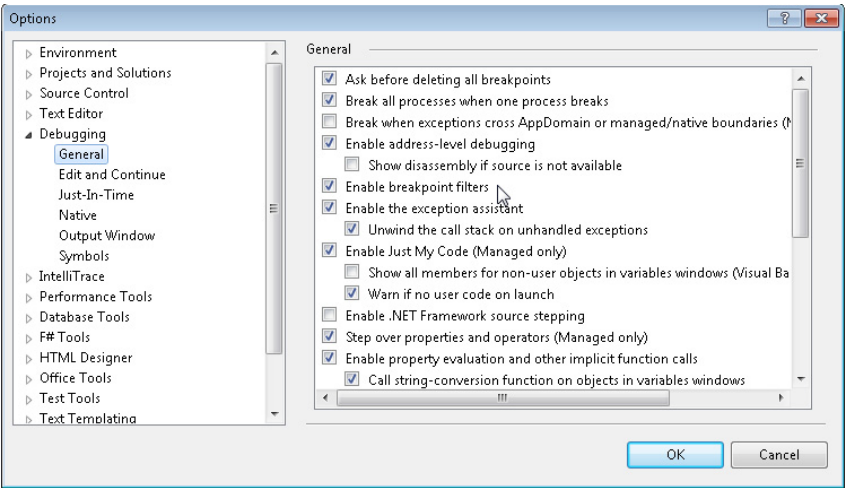 Options
Environment
Projects and Solutions
Source Control
Text Editor
Debugging
General
Edit and Continue
Just-In-Time
Native
Output Window
Symbols
IntelliTrace
Performance Tools
Database Tools
F# Tools
HTML Designer
Office Tools
Test Tools
Text Templating
General
Ask before deleting all breakpoints
Break all processes when one process breaks
Break when exceptions cross AppDomain or managed/native boundaries (
Enable address-level debugging
Show disassembly if source is not available
Enable breakpoint filters
Enable the exception assistant
Unwind the call stack on unhandled exceptions
Enable Just My Code (Managed only)
Show all members for non-user objects in variables windows (Visual Ba
Warn if no user code on launch
Enable .NET Framework source stepping
Step over properties and operators (Managed only)
Enable property evaluation and other implicit function calls
Call string-conversion function on objects in variables windows
OK
Cancel